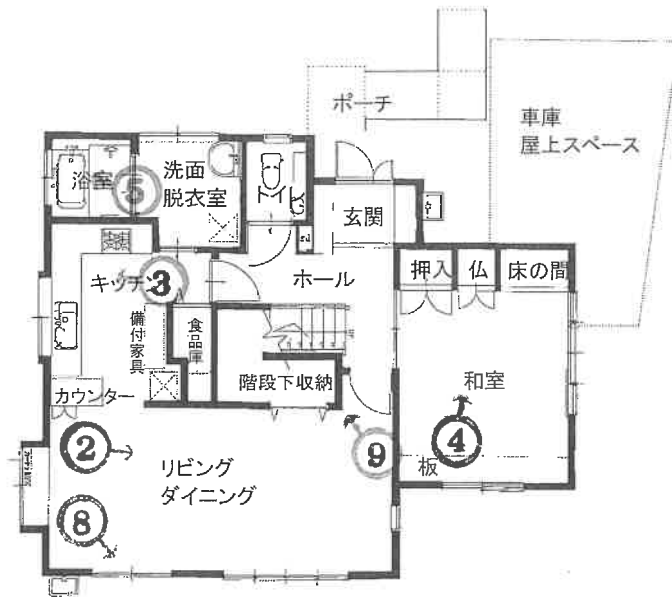 ポーチ
車庫
屋上スペース
洗面
脱衣室
浴室
5
トイレ
玄関
キッチン
3
ホール
押入
仏
床の間
備付家具
食品庫
階段下収納
和室
カウンター
2
リビング
ダイニング
9
4
板
8